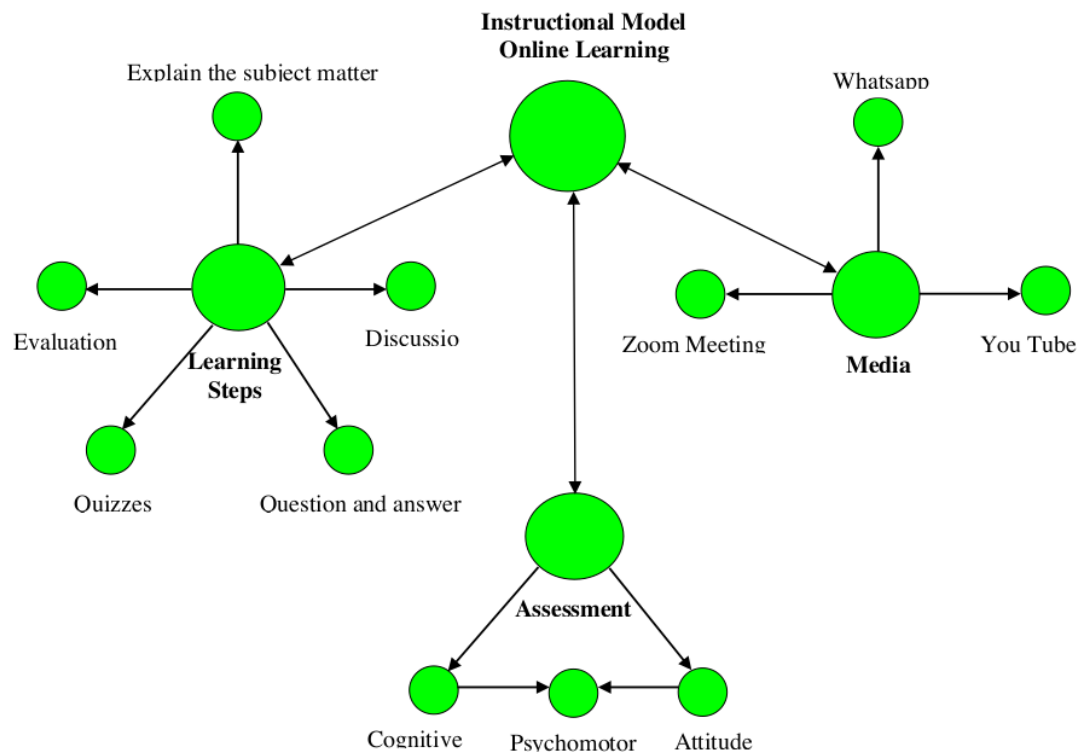 Instructional Model
Online Learning
Explain the subject matter
Whatsapp
Evaluation
Discussio
Zoom Meeting
You Tube
Learning
Steps
Media
Quizzes
Question and answer
Assessment
Cognitive
Psychomotor
Attitude